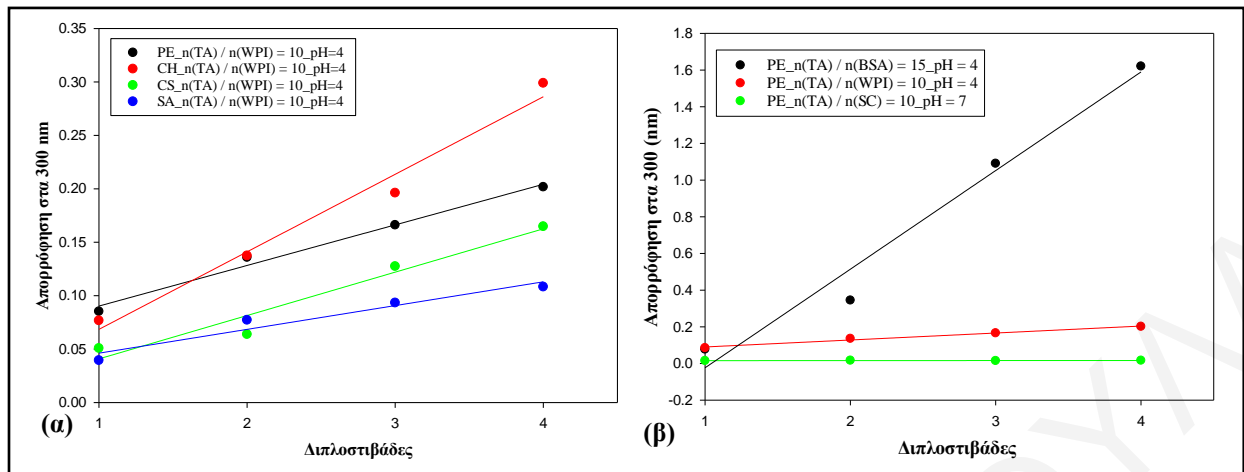 0.35
0.30
0.25
0.20
0.15
0.10
0.05
0.00
Απορρόφηση στα 300 nm
PE_n(TA) / n(WPI) = 10_pH=4
CH_n(TA) / n(WPI) = 10_pH=4
CS_n(TA) / n(WPI) = 10_pH=4
SA_n(TA) / n(WPI) = 10_pH=4
1 2 3 4
(α)
Διπλοστιβάδες
1.8
1.6
1.4
1.2
1.0
0.8
0.6
0.4
0.2
0.0
-0.2
Απορρόφηση στα 300 (nm)
PE_n(TA) / n(BSA) = 15_pH = 4
PE_n(TA) / n(WPI) = 10_pH = 4
PE_n(TA) / n(SC) = 10_pH = 7
1 2 3 4
(β)
Διπλοστιβάδες